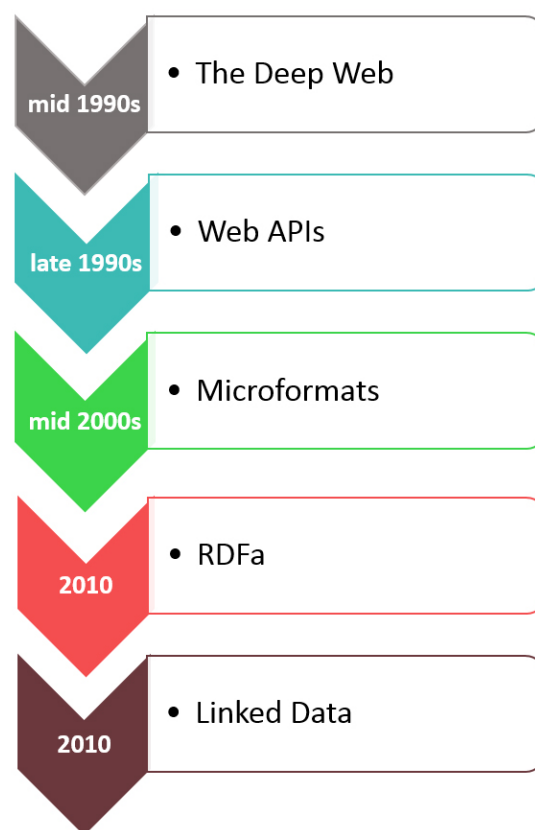 mid 1990s
• The Deep Web
late 1990s
• Web APIs
mid 2000s
• Microformats
2010
• RDFa
2010
• Linked Data